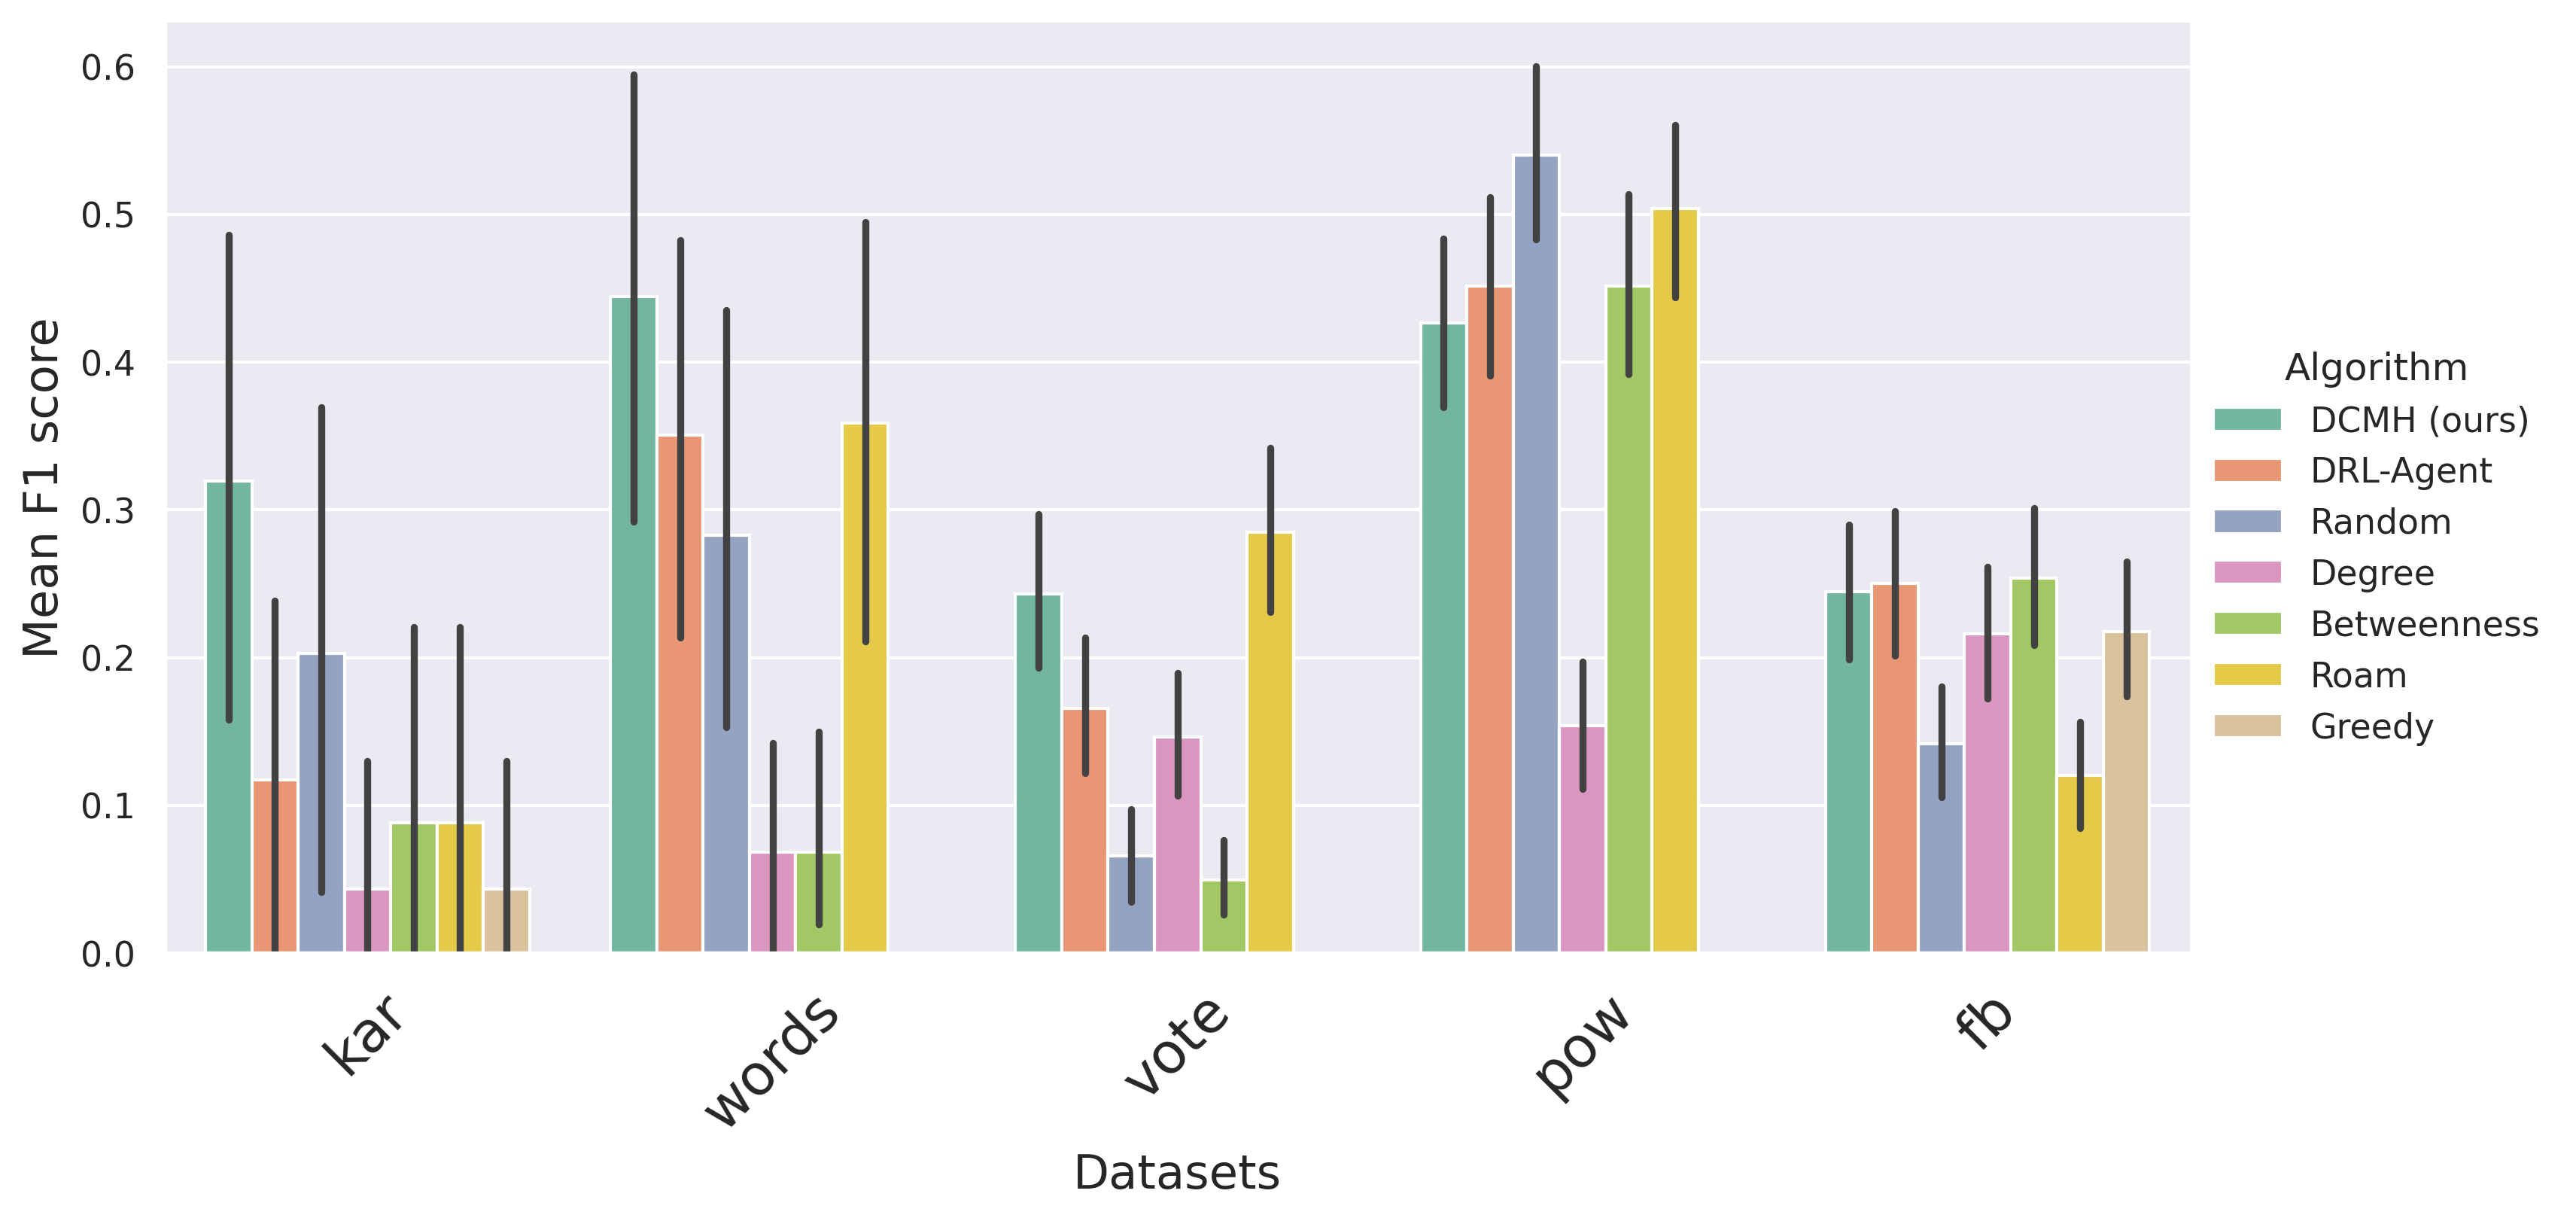 Mean F1 score
0.6
0.5
0.4
0.3
0.2
0.1
0.0
kar
words
vote
pow
fb
Datasets
Algorithm
DCMH (ours)
DRL-Agent
Random
Degree
Betweenness
Roam
Greedy